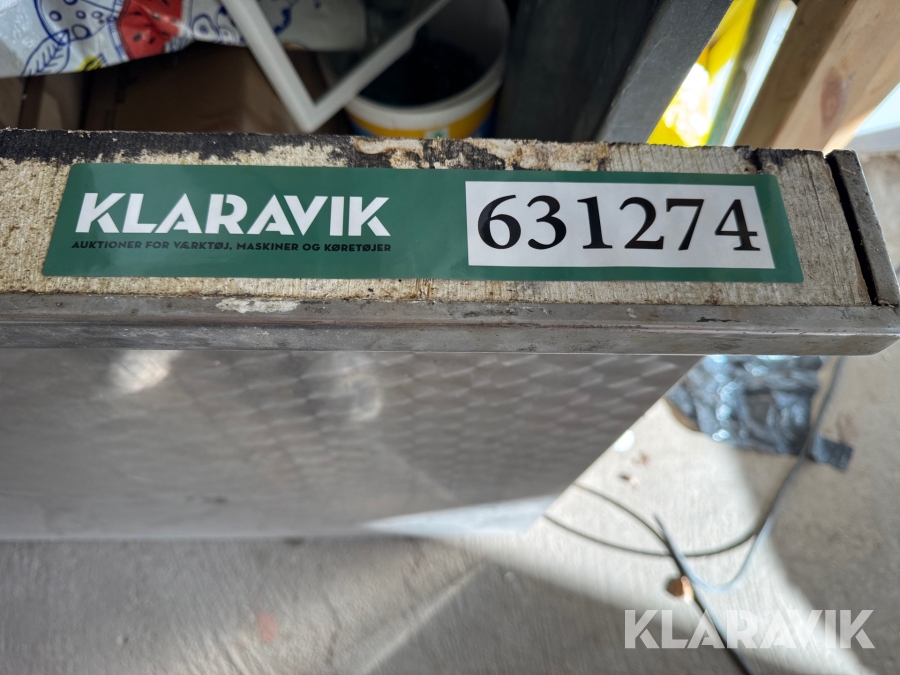 KLARAVIK
AUKTIONER FOR VÆRKTØJ, MASKINER OG KØRETØJER
631274
KLARAVIK